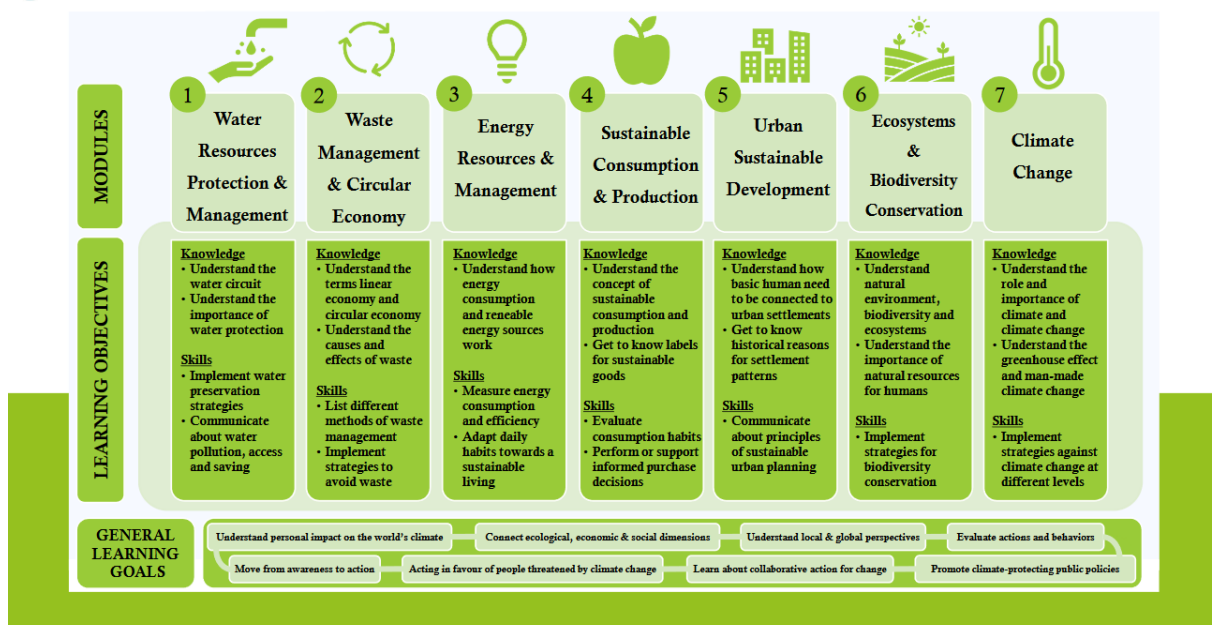 MODULES
1
Water
Resources
Protection &
Management
2
Waste
Management
& Circular
Economy
3
Energy
Resources &
Management
4
Sustainable
Consumption
& Production
5
Urban
Sustainable
Development
6
Ecosystems
&
Biodiversity
Conservation
7
Climate
Change
LEARNING OBJECTIVES
Knowledge
• Understand the
water circuit
• Understand the
importance of
water protection
Skills
• Implement water
preservation
strategies
• Communicate
about water
pollution, access
and saving
Knowledge
• Understand the
terms linear
economy and
circular economy
• Understand the
causes and
effects of waste
Skills
• List different
methods of waste
management
• Implement
strategies to
avoid waste
Knowledge
• Understand how
energy
consumption
and reneable
energy sources
work
Skills
• Measure energy
consumption
and efficiency
• Adapt daily
habits towards a
sustainable
living
Knowledge
• Understand the
concept of
sustainable
consumption and
production
• Get to know labels
for sustainable
goods
Skills
• Evaluate
consumption habits
• Perform or support
informed purchase
decisions
Knowledge
• Understand how
basic human need
to be connected to
urban settlements
• Get to know
historical reasons
for settlement
patterns
Skills
• Communicate
about principles
of sustainable
urban planning
Knowledge
• Understand
natural
environment,
biodiversity and
ecosystems
• Understand the
importance of
natural resources
for humans
Skills
• Implement
strategies for
biodiversity
conservation
Knowledge
• Understand the
role and
importance of
climate and
climate change
• Understand the
greenhouse effect
and man-made
climate change
Skills
• Implement
strategies against
climate change at
different levels
GENERAL
LEARNING
GOALS
Understand personal impact on the world's climate
Connect ecological, economic & social dimensions
Understand local & global perspectives
Evaluate actions and behaviors
Move from awareness to action
Acting in favour of people threatened by climate change
Learn about collaborative action for change
Promote climate-protecting public policies